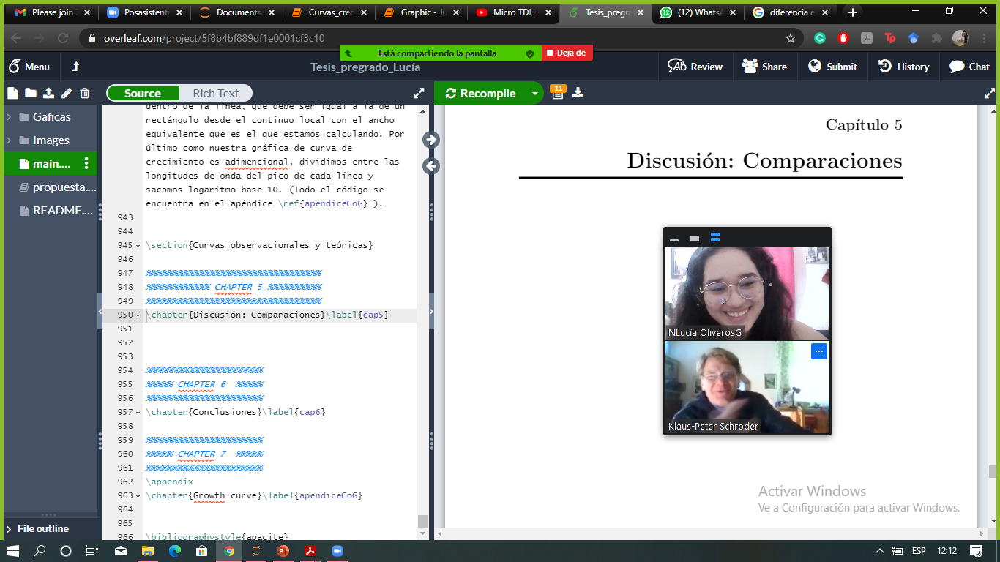 Please join 2
Posasistente
Documents
Curvas_cre
Graphic - Ju
Micro TDH
Tesis_preg
(12) WhatsA
diferencia e
overleaf.com/project/5f8b4bf889df1e0001cf3c10
Está compartiendo la pantalla
Deja de
Menu
Tesis_pregrado_Lucía
Review
Share
Submit
History
Chat
Source
Rich Text
Recompile
11
Gaficas
Images
main....
propuesta....
README....
File outline
dentro de la línea, que debe ser igual a la de un
rectángulo desde el continuo local con el ancho
equivalente que es el que estamos calculando. Por
último como nuestra gráfica de curva de
crecimiento es adimencional, dividimos entre las
longitudes de onda del pico de cada línea y
sacamos logaritmo base 10. (Todo el código se
encuentra en el apéndice \ref{apendiceCoG} ).
943
944
945 \section{Curvas observacionales y teóricas}
946
947 %%%%%%%%%%%%%%%%%%%%%%%%%%%%%%%%
948 %%%%%%%%%%%% CHAPTER 5 %%%%%%%%%%
949 %%%%%%%%%%%%%%%%%%%%%%%%%%%%%%%%
950 \chapter{Discusión: Comparaciones}\label{cap5}
951
952
953
954 %%%%%%%%%%%%%%%%%%%%%
955 %%%%% CHAPTER 6  %%%%%
956 %%%%%%%%%%%%%%%%%%%%%
957 \chapter{Conclusiones}\label{cap6}
958
959 %%%%%%%%%%%%%%%%%%%%%
960 %%%%% CHAPTER 7  %%%%%
961 %%%%%%%%%%%%%%%%%%%%%
962 \appendix
963 \chapter{Growth curve}\label{apendiceCoG}
964
965
966 \bibliographystyle{apacite}
Capítulo 5
Discusión: Comparaciones
NLucía OliverosG
Klaus-Peter Schroder
Activar Windows
Ve a Configuración para activar Windows.
ESP
12:12